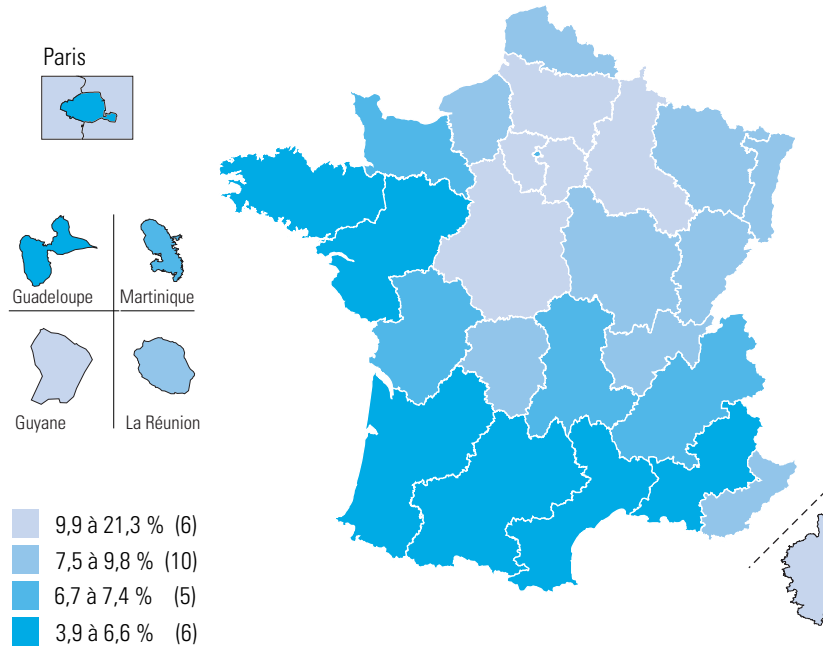 Paris
Guadeloupe
Martinique
Guyane
La Réunion
9,9 à 21,3 % (6)
7,5 à 9,8 % (10)
6,7 à 7,4 % (5)
3,9 à 6,6 % (6)